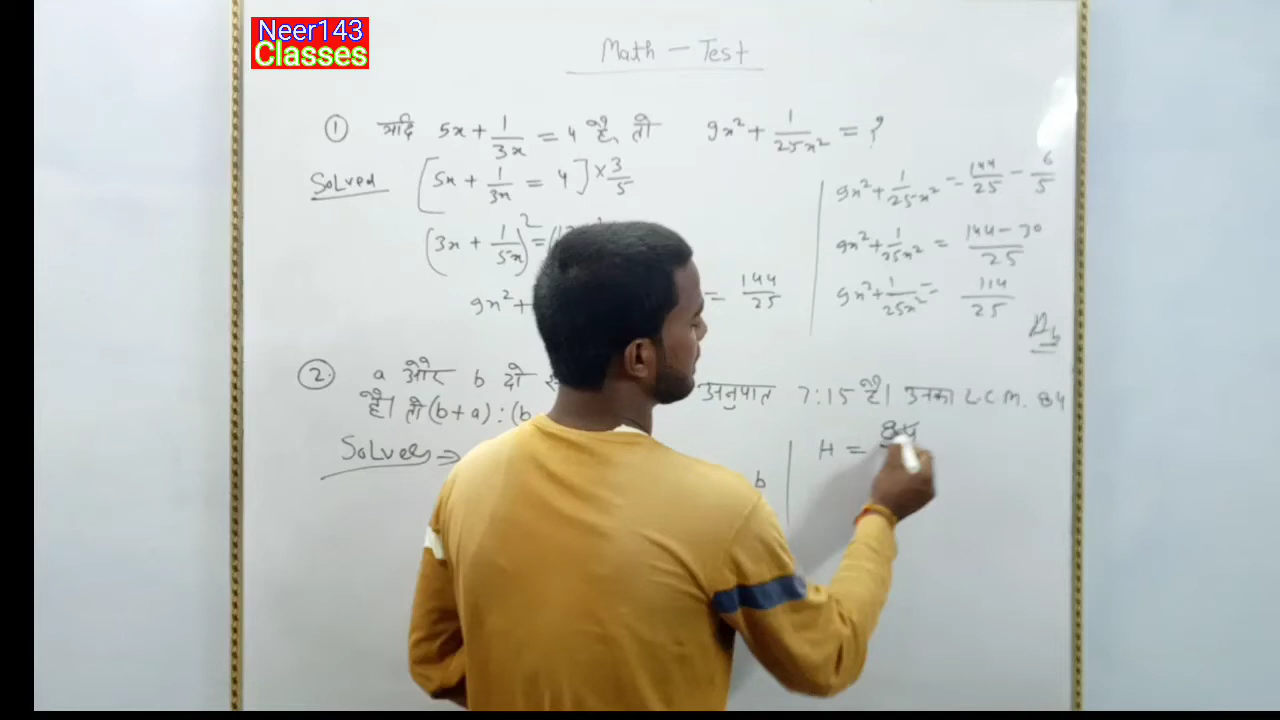 Neer143
Classes
Math - Test
① यदि 5x + 1/3x = 4 है, तो 9x² + 1/25x² = ?
Solved [5x + 1/3x = 4] × 3/5
(3x + 1/5x)² = (
9x² + = 144/25
9x² + 1/25x² = 144/25 - 6/5
9x² + 1/25x² = 144 - 30/25
9x² + 1/25x² = 114/25
②. a और b दो अनुपात 7:15 है। उनका L.C.M. 84
है। तो (b + a) : (b
Solve ⇒ b
H = 84